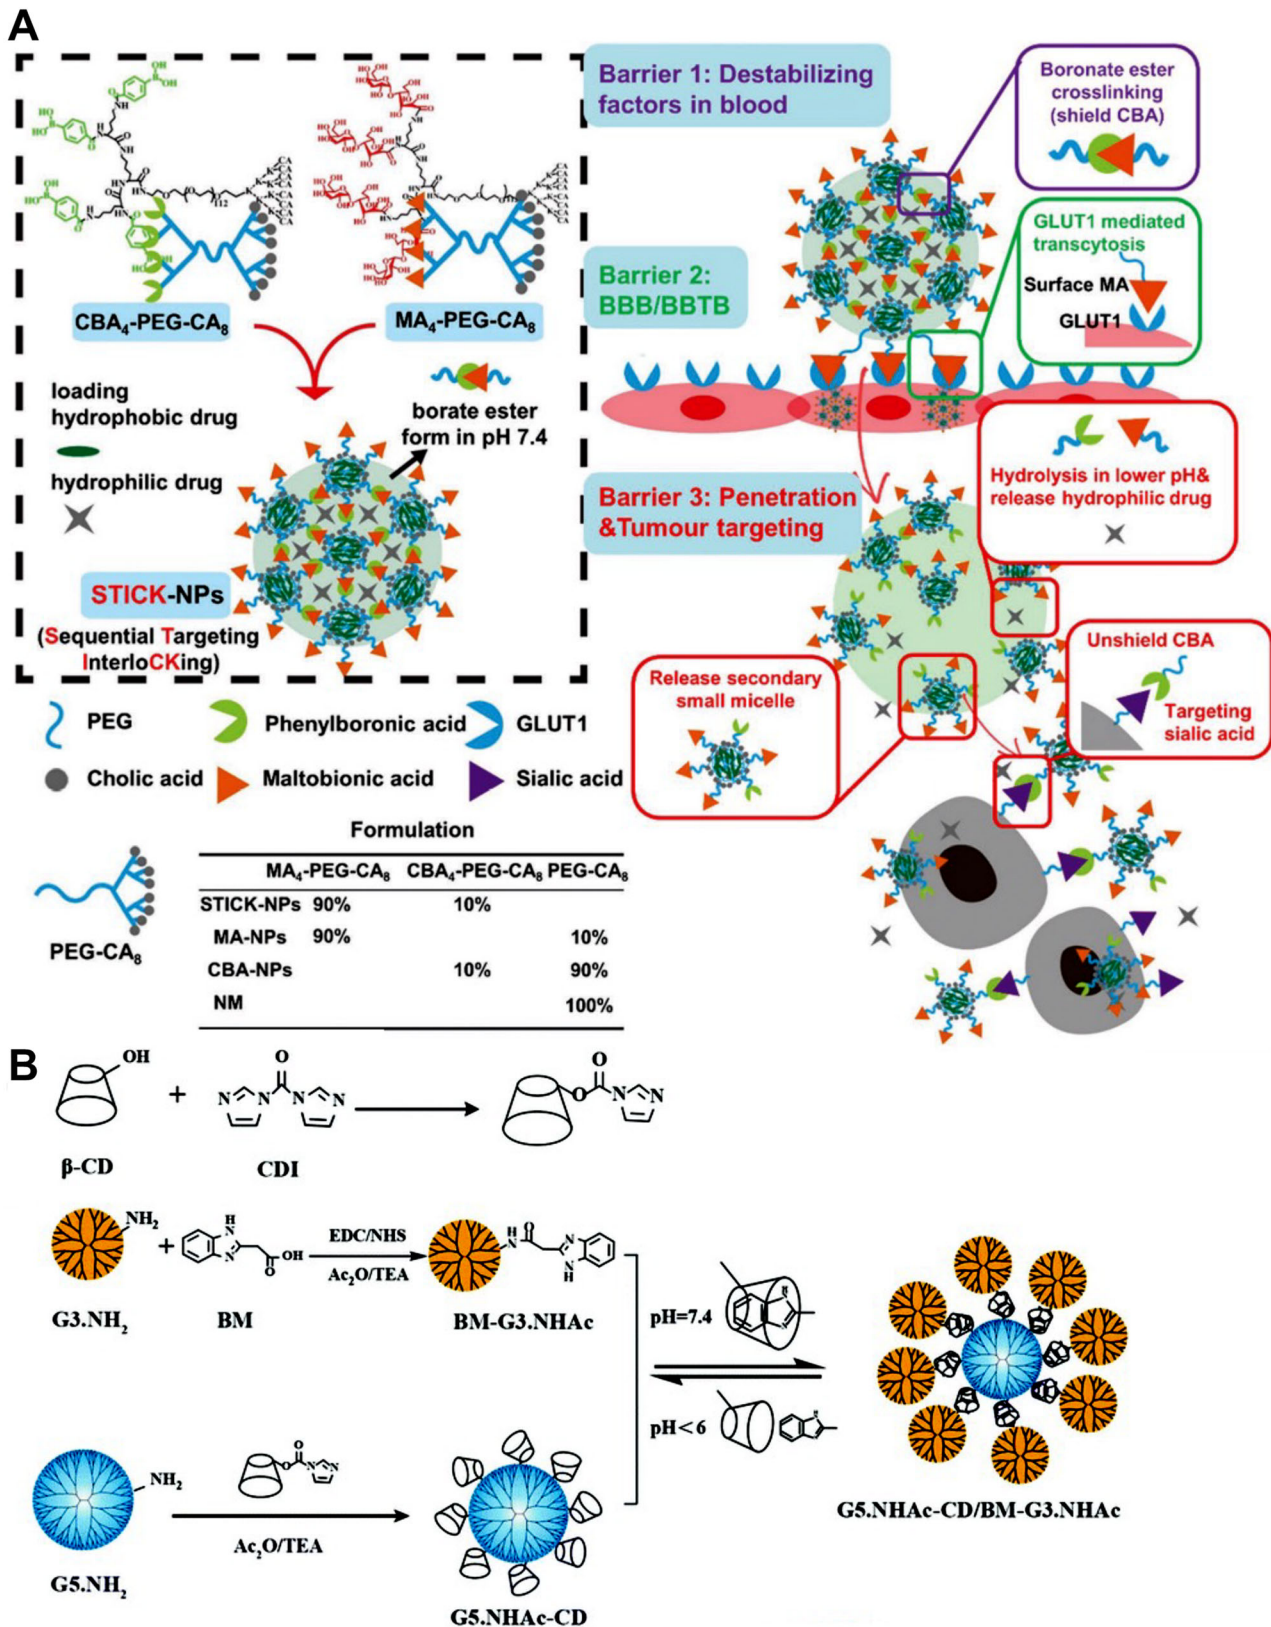 A
CBA₄-PEG-CA₈
MA₄-PEG-CA₈
loading
hydrophobic drug
hydrophilic drug
borate ester
form in pH 7.4
STICK-NPs
(Sequential Targeting
InterloCKing)
PEG
Phenylboronic acid
GLUT1
Cholic acid
Maltobionic acid
Sialic acid
PEG-CA₈
Formulation
MA₄-PEG-CA₈ CBA₄-PEG-CA₈ PEG-CA₈
STICK-NPs 90% 10%
MA-NPs 90% 10%
CBA-NPs 10% 90%
NM 100%
Barrier 1: Destabilizing
factors in blood
Boronate ester
crosslinking
(shield CBA)
Barrier 2:
BBB/BBTB
GLUT1 mediated
transcytosis
Surface MA
GLUT1
Barrier 3: Penetration
&Tumour targeting
Hydrolysis in lower pH&
release hydrophilic drug
Release secondary
small micelle
Unshield CBA
Targeting
sialic acid
B
OH
β-CD
+
N N N N
O
CDI
O
O N N
G3.NH₂
NH₂
+
H
N
N
OH
O
BM
EDC/NHS
Ac₂O/TEA
H
N
O
N
N
H
BM-G3.NHAc
G5.NH₂
NH₂
O
O N N
Ac₂O/TEA
G5.NHAc-CD
pH=7.4
pH<6
G5.NHAc-CD/BM-G3.NHAc